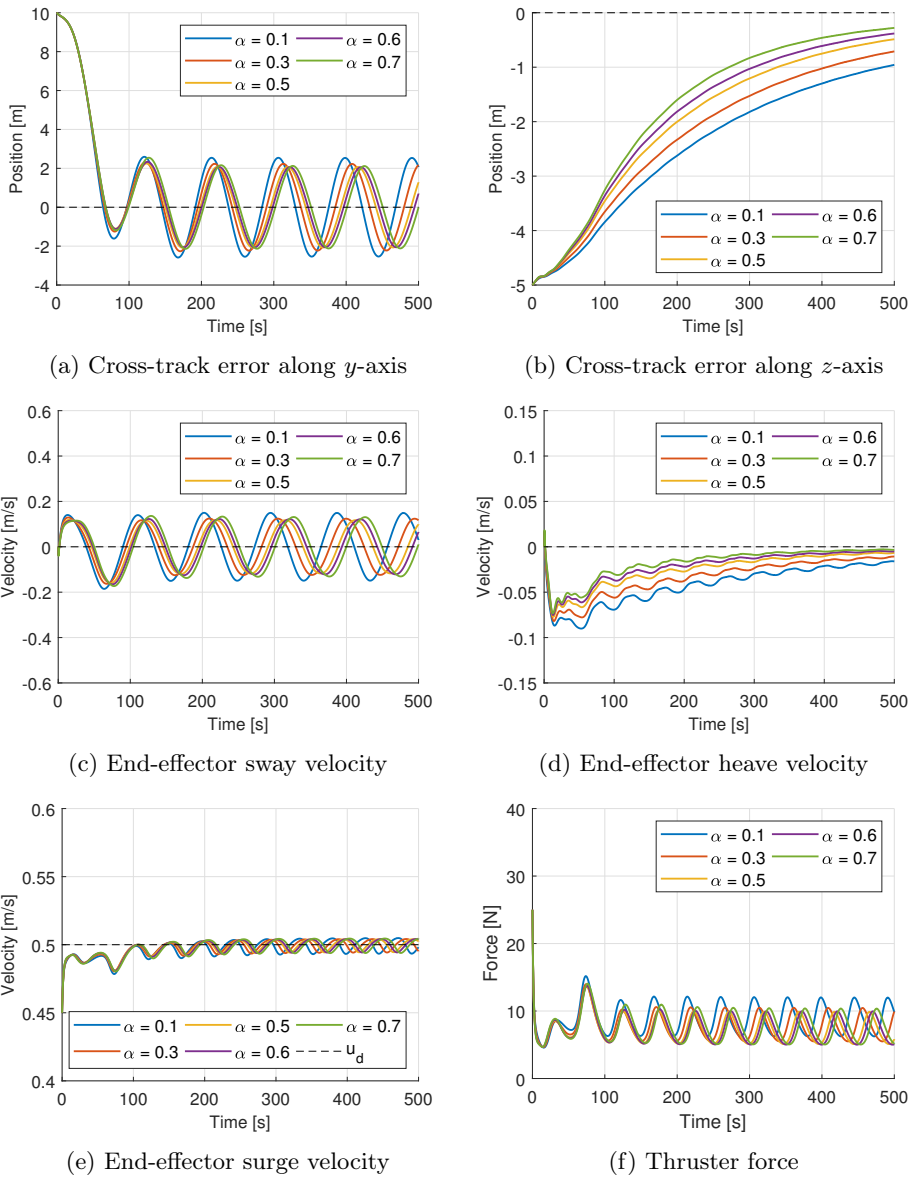 10
8
6
4
2
0
-2
-4
0 100 200 300 400 500
Position [m]
Time [s]
α = 0.1 α = 0.6
α = 0.3 α = 0.7
α = 0.5
(a) Cross-track error along y-axis
0
-1
-2
-3
-4
-5
0 100 200 300 400 500
Position [m]
Time [s]
α = 0.1 α = 0.6
α = 0.3 α = 0.7
α = 0.5
(b) Cross-track error along z-axis
0.6
0.4
0.2
0
-0.2
-0.4
-0.6
0 100 200 300 400 500
Velocity [m/s]
Time [s]
α = 0.1 α = 0.6
α = 0.3 α = 0.7
α = 0.5
(c) End-effector sway velocity
0.15
0.1
0.05
0
-0.05
-0.1
-0.15
0 100 200 300 400 500
Velocity [m/s]
Time [s]
α = 0.1 α = 0.6
α = 0.3 α = 0.7
α = 0.5
(d) End-effector heave velocity
0.6
0.55
0.5
0.45
0.4
0 100 200 300 400 500
Velocity [m/s]
Time [s]
α = 0.1 α = 0.5 α = 0.7
α = 0.3 α = 0.6 u_d
(e) End-effector surge velocity
40
30
20
10
0
0 100 200 300 400 500
Force [N]
Time [s]
α = 0.1 α = 0.6
α = 0.3 α = 0.7
α = 0.5
(f) Thruster force